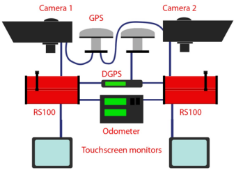 Camera 1
GPS
Camera 2
DGPS
RS100
RS100
Odometer
Touchscreen monitors